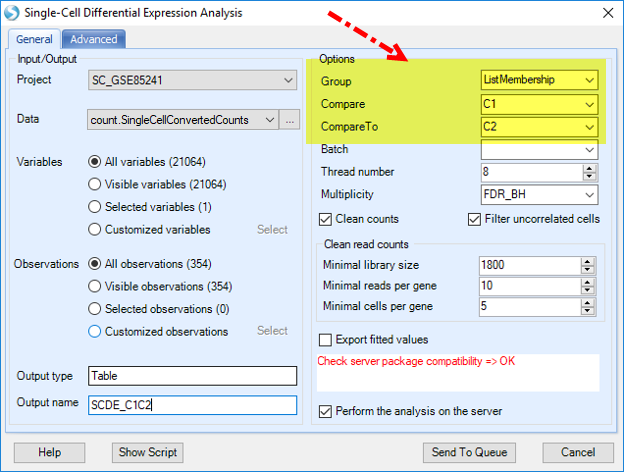 Single-Cell Differential Expression Analysis
General
Advanced
Input/Output
Project
SC_GSE85241
Data
count.SingleCellConvertedCounts
...
Variables
All variables (21064)
Visible variables (21064)
Selected variables (1)
Customized variables
Select
Observations
All observations (354)
Visible observations (354)
Selected observations (0)
Customized observations
Select
Output type
Table
Output name
SCDE_C1C2
Options
Group
ListMembership
Compare
C1
CompareTo
C2
Batch
Thread number
8
Multiplicity
FDR_BH
Clean counts
Filter uncorrelated cells
Clean read counts
Minimal library size
1800
Minimal reads per gene
10
Minimal cells per gene
5
Export fitted values
Check server package compatibility => OK
Perform the analysis on the server
Help
Show Script
Send To Queue
Cancel